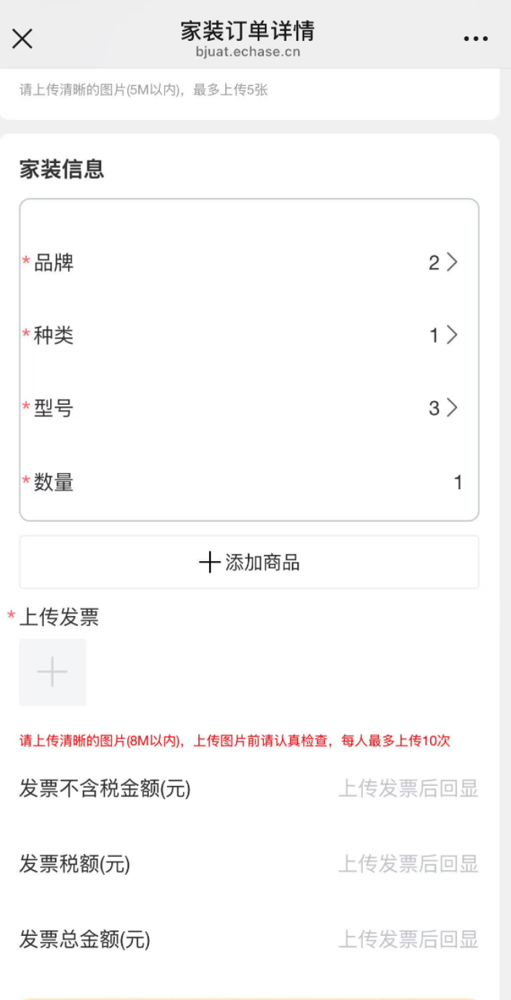 家装订单详情
bjuat.echase.cn
请上传清晰的图片(5M以内)，最多上传5张
家装信息
*品牌 2
*种类 1
*型号 3
*数量 1
添加商品
*上传发票
请上传清晰的图片(8M以内)，上传图片前请认真检查，每人最多上传10次
发票不含税金额(元) 上传发票后回显
发票税额(元) 上传发票后回显
发票总金额(元) 上传发票后回显